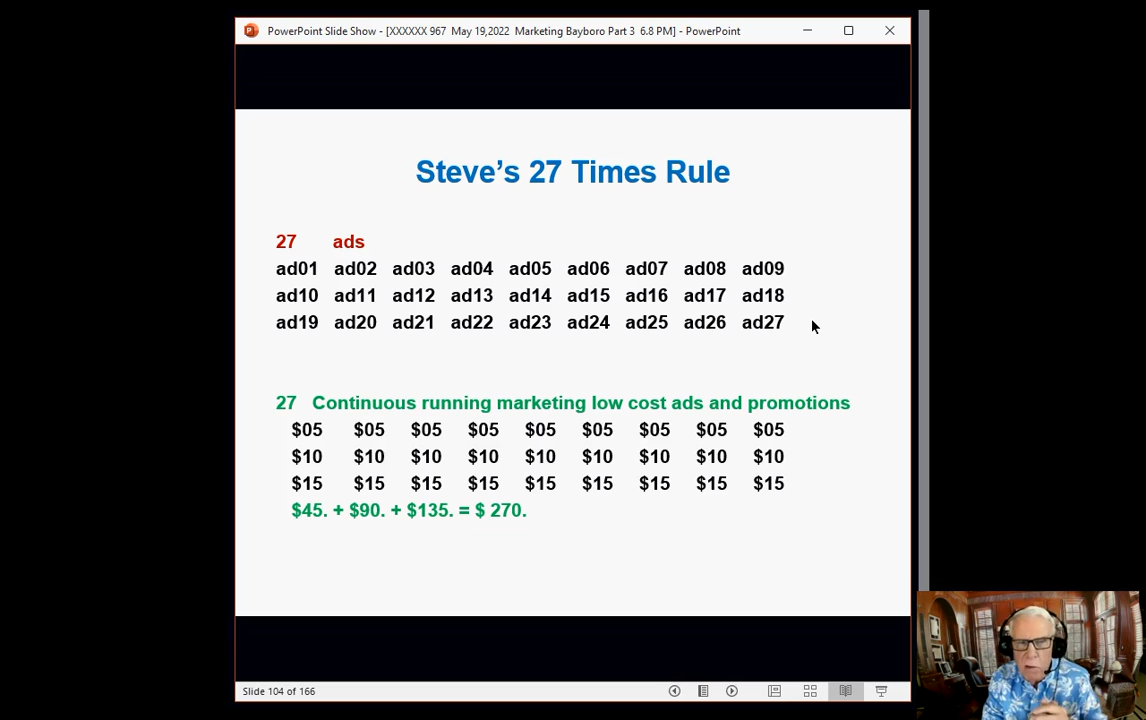 PowerPoint Slide Show - [XXXXXX 967 May 19,2022 Marketing Bayboro Part 3 6.8 PM] - PowerPoint
Steve’s 27 Times Rule
27 ads
ad01 ad02 ad03 ad04 ad05 ad06 ad07 ad08 ad09
ad10 ad11 ad12 ad13 ad14 ad15 ad16 ad17 ad18
ad19 ad20 ad21 ad22 ad23 ad24 ad25 ad26 ad27
27 Continuous running marketing low cost ads and promotions
$05 $05 $05 $05 $05 $05 $05 $05 $05
$10 $10 $10 $10 $10 $10 $10 $10 $10
$15 $15 $15 $15 $15 $15 $15 $15 $15
$45. + $90. + $135. = $ 270.
Slide 104 of 166